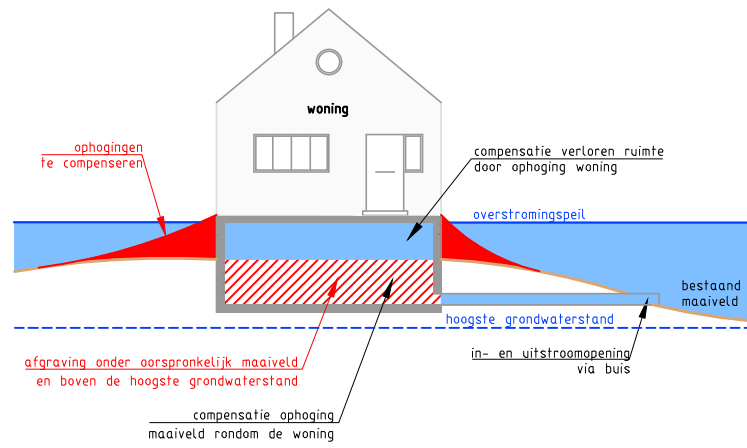 woning
ophogingen
te compenseren
compensatie verloren ruimte
door ophoging woning
overstromingspeil
bestaand
maaiveld
hoogste grondwaterstand
in- en uitstroomopening
via buis
afgraving onder oorspronkelijk maaiveld
en boven de hoogste grondwaterstand
compensatie ophoging
maaiveld rondom de woning